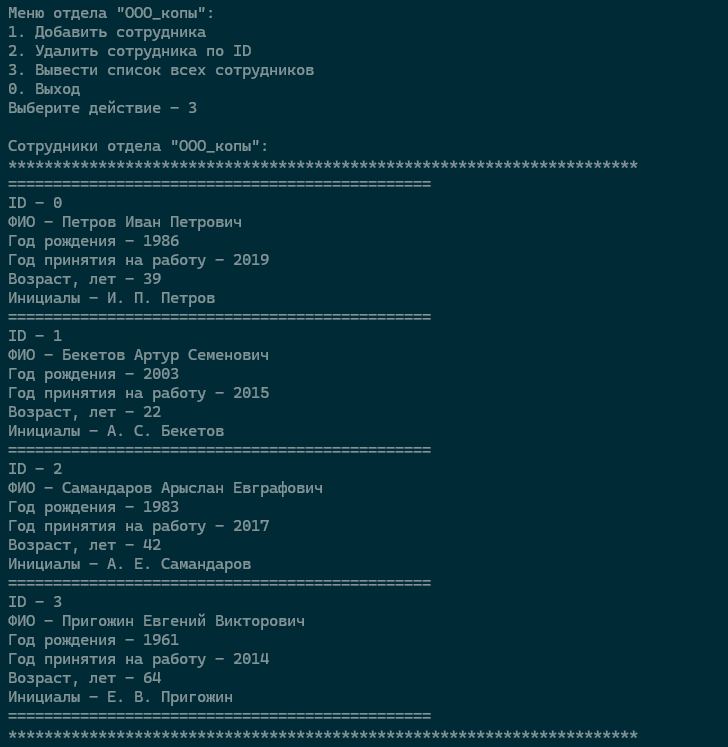 Меню отдела "ООО_копы":
1. Добавить сотрудника
2. Удалить сотрудника по ID
3. Вывести список всех сотрудников
0. Выход
Выберите действие - 3
Сотрудники отдела "ООО_копы":
**********************************************************************
===============================================
ID - 0
ФИО - Петров Иван Петрович
Год рождения - 1986
Год принятия на работу - 2019
Возраст, лет - 39
Инициалы - И. П. Петров
===============================================
ID - 1
ФИО - Бекетов Артур Семенович
Год рождения - 2003
Год принятия на работу - 2015
Возраст, лет - 22
Инициалы - А. С. Бекетов
===============================================
ID - 2
ФИО - Самандаров Арыслан Евграфович
Год рождения - 1983
Год принятия на работу - 2017
Возраст, лет - 42
Инициалы - А. Е. Самандаров
===============================================
ID - 3
ФИО - Пригожин Евгений Викторович
Год рождения - 1961
Год принятия на работу - 2014
Возраст, лет - 64
Инициалы - Е. В. Пригожин
===============================================
**********************************************************************